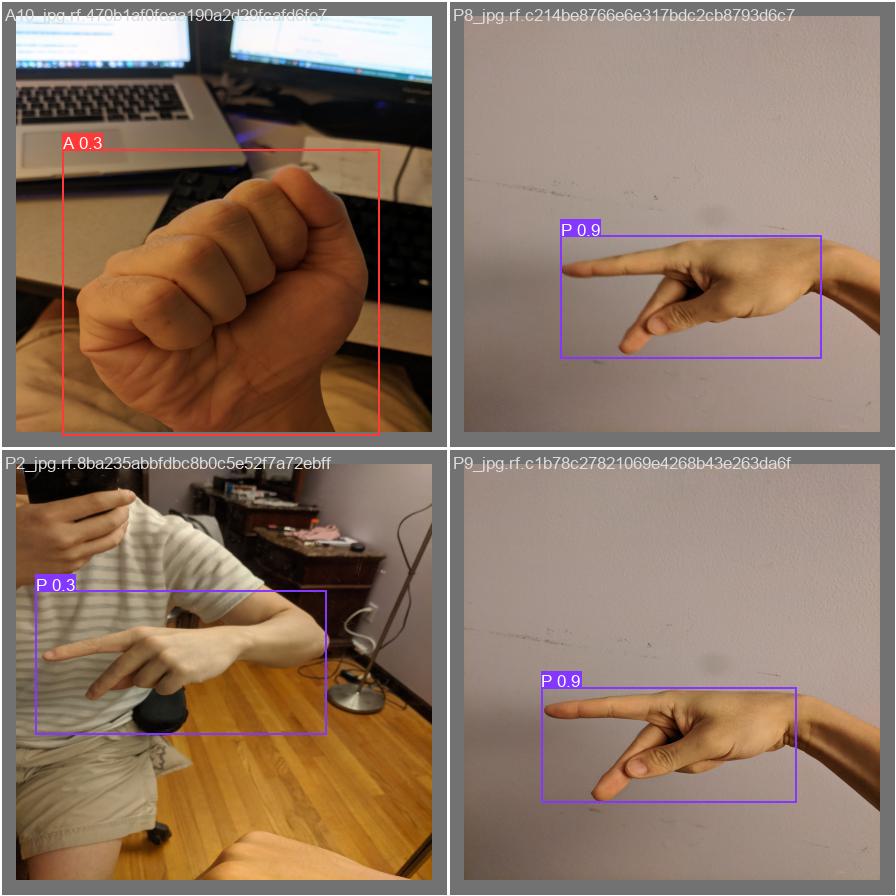 A10_jpg.rf.470b1af0feaa190a2d29fcafd6fe7
A 0.3
P8_jpg.rf.c214be8766e6e317bdc2cb8793d6c7
P 0.9
P2_jpg.rf.8ba235abbfdbc8b0c5e52f7a72ebff
P 0.3
P9_jpg.rf.c1b78c27821069e4268b43e263da6f
P 0.9